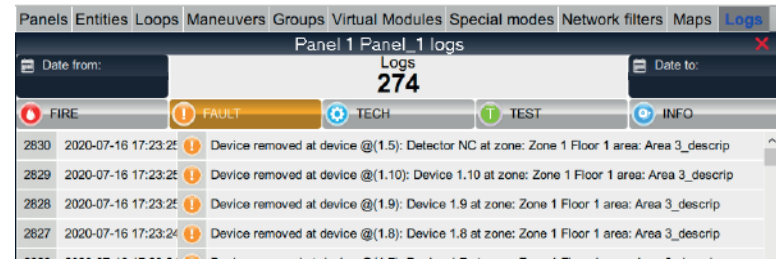 Panels Entities Loops Maneuvers Groups Virtual Modules Special modes Network filters Maps Logs
Panel 1 Panel_1 logs
Date from: Logs Date to:
274
FIRE FAULT TECH TEST INFO
2830 2020-07-16 17:23:25 Device removed at device @(1.5): Detector NC at zone: Zone 1 Floor 1 area: Area 3_descrip
2829 2020-07-16 17:23:25 Device removed at device @(1.10): Device 1.10 at zone: Zone 1 Floor 1 area: Area 3_descrip
2828 2020-07-16 17:23:25 Device removed at device @(1.9): Device 1.9 at zone: Zone 1 Floor 1 area: Area 3_descrip
2827 2020-07-16 17:23:24 Device removed at device @(1.8): Device 1.8 at zone: Zone 1 Floor 1 area: Area 3_descrip